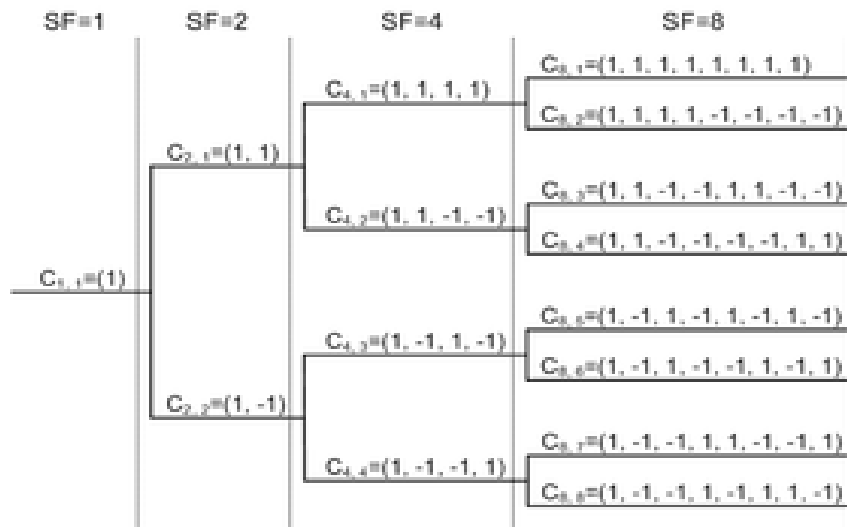 SF=1 SF=2 SF=4 SF=8
C8,1=(1, 1, 1, 1, 1, 1, 1, 1)
C4,1=(1, 1, 1, 1)
C8,2=(1, 1, 1, 1, -1, -1, -1, -1)
C2,1=(1, 1)
C8,3=(1, 1, -1, -1, 1, 1, -1, -1)
C4,2=(1, 1, -1, -1)
C8,4=(1, 1, -1, -1, -1, -1, 1, 1)
C1,1=(1)
C8,5=(1, -1, 1, -1, 1, -1, 1, -1)
C4,3=(1, -1, 1, -1)
C8,6=(1, -1, 1, -1, -1, 1, -1, 1)
C2,2=(1, -1)
C8,7=(1, -1, -1, 1, 1, -1, -1, 1)
C4,4=(1, -1, -1, 1)
C8,8=(1, -1, -1, 1, -1, 1, 1, -1)